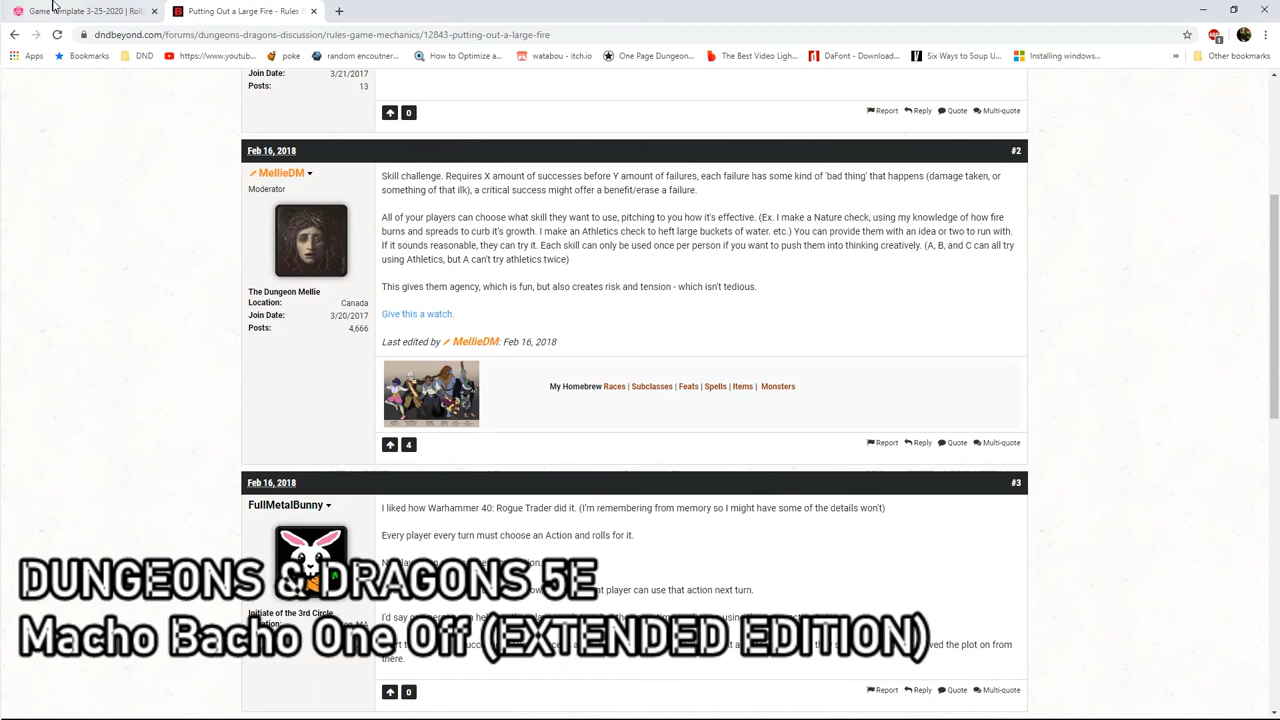 Game Template 3-25-2020 | Roll2
Putting Out a Large Fire - Rules &
dndbeyond.com/forums/dungeons-dragons-discussion/rules-game-mechanics/12843-putting-out-a-large-fire
Apps Bookmarks DND https://www.youtub... poke random encoutner... How to Optimize a... watabou - itch.io One Page Dungeon... The Best Video Ligh... DaFont - Download... Six Ways to Soup U... Installing windows... » Other bookmarks
Join Date: 3/21/2017
Posts: 13
0 Report Reply Quote Multi-quote
Feb 16, 2018 #2
MellieDM
Moderator
Skill challenge. Requires X amount of successes before Y amount of failures, each failure has some kind of 'bad thing' that happens (damage taken, or
something of that ilk), a critical success might offer a benefit/erase a failure.
All of your players can choose what skill they want to use, pitching to you how it's effective. (Ex. I make a Nature check, using my knowledge of how fire
burns and spreads to curb it's growth. I make an Athletics check to heft large buckets of water. etc.) You can provide them with an idea or two to run with.
If it sounds reasonable, they can try it. Each skill can only be used once per person if you want to push them into thinking creatively. (A, B, and C can all try
using Athletics, but A can't try athletics twice)
This gives them agency, which is fun, but also creates risk and tension - which isn't tedious.
Give this a watch.
Last edited by MellieDM: Feb 16, 2018
The Dungeon Mellie
Location: Canada
Join Date: 3/20/2017
Posts: 4,666
My Homebrew Races | Subclasses | Feats | Spells | Items | Monsters
4 Report Reply Quote Multi-quote
Feb 16, 2018 #3
FullMetalBunny
I liked how Warhammer 40: Rogue Trader did it. (I'm remembering from memory so I might have some of the details won't)
Every player every turn must choose an Action and rolls for it.
player can use that action next turn.
Initiate of the 3rd Circle
I'd say
ved the plot on from
there.
DUNGEONS & DRAGONS 5E
Macho Bacho One Off (EXTENDED EDITION)
0 Report Reply Quote Multi-quote